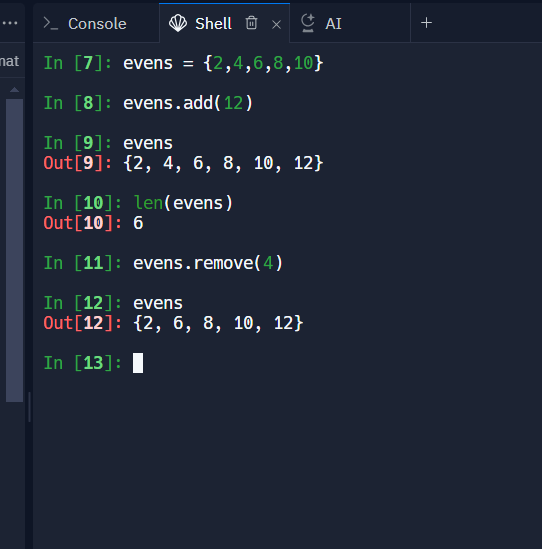 Console Shell AI
mat
In [7]: evens = {2,4,6,8,10}
In [8]: evens.add(12)
In [9]: evens
Out[9]: {2, 4, 6, 8, 10, 12}
In [10]: len(evens)
Out[10]: 6
In [11]: evens.remove(4)
In [12]: evens
Out[12]: {2, 6, 8, 10, 12}
In [13]: